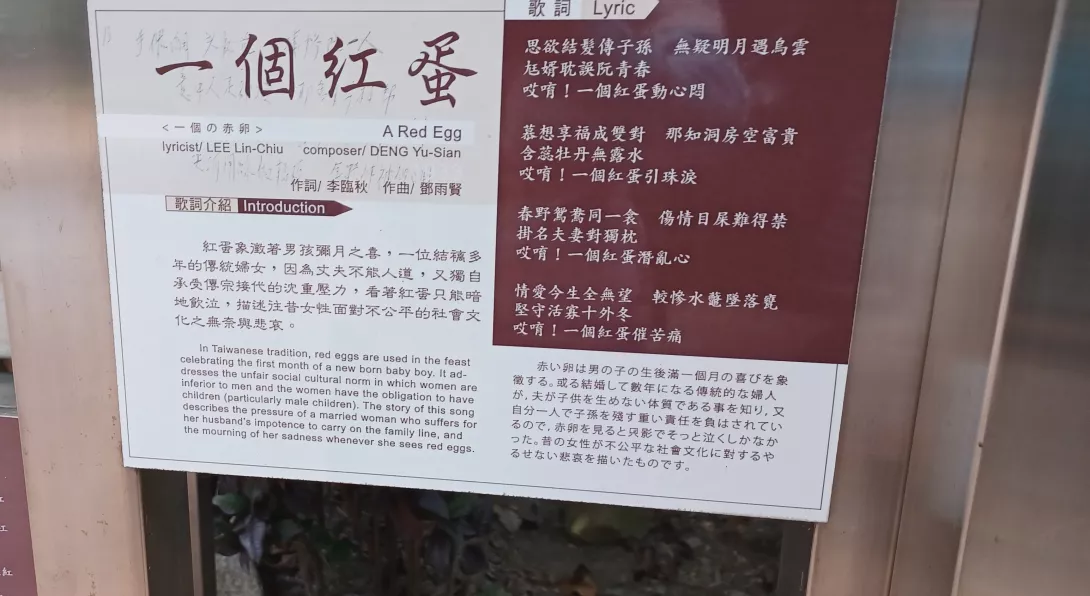 一個紅蛋
<一個の赤卵>
A Red Egg
lyricist/ LEE Lin-Chiu composer/ DENG Yu-Sian
作詞/ 李臨秋 作曲/ 鄧雨賢
歌詞介紹 Introduction
紅蛋象徵著男孩彌月之喜，一位結褵多
年的傳統婦女，因為丈夫不能人道，又獨自
承受傳宗接代的沈重壓力，看著紅蛋只能暗
地飲泣，描述往昔女性面對不公平的社會文
化之無奈與悲哀。
In Taiwanese tradition, red eggs are used in the feast
celebrating the first month of a new born baby boy. It ad-
dresses the unfair social cultural norm in which women are
inferior to men and the women have the obligation to have
children (particularly male children). The story of this song
describes the pressure of a married woman who suffers for
her husband's impotence to carry on the family line, and
the mourning of her sadness whenever she sees red eggs.
歌詞 Lyric
思欲結髮傳子孫 無疑明月遇烏雲
尪婿耽誤阮青春
哎唷！一個紅蛋動心悶
慕想享福成雙對 那知洞房空富貴
含蕊牡丹無露水
哎唷！一個紅蛋引珠淚
春野鴛鴦同一衾 傷情目屎難得禁
掛名夫妻對獨枕
哎唷！一個紅蛋潛亂心
情愛今生全無望 較慘水鼈墜落甕
堅守活寡十外冬
哎唷！一個紅蛋催苦痛
赤い卵は男の子の生後滿一個月の喜びを象
徵する。或る結婚して數年になる傳統的な婦人
が，夫が子供を生めない体質である事を知り，又
自分一人で子孫を殘す重い責任を負はされてい
るので，赤卵を見ると只影でそっと泣くしかなか
った。昔の女性が不公平な社會文化に對するや
るせない悲哀を描いたものです。
紅